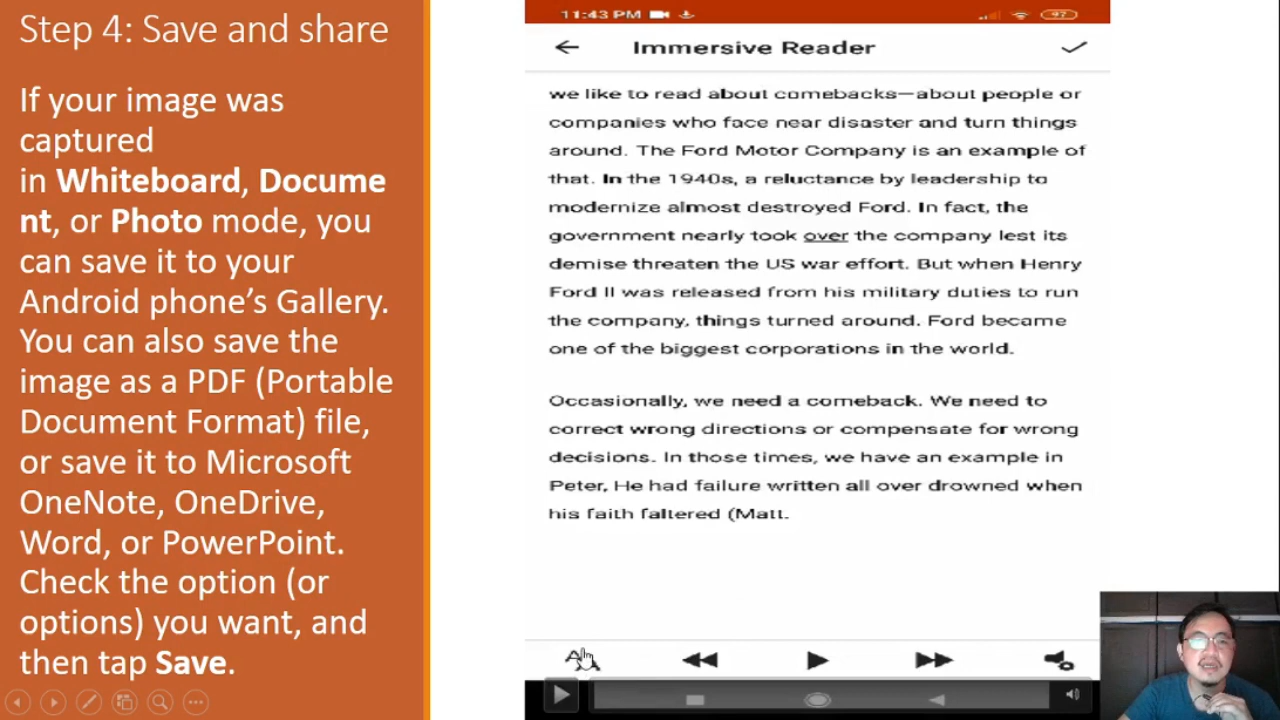 Step 4: Save and share
If your image was
captured
in Whiteboard, Docume
nt, or Photo mode, you
can save it to your
Android phone’s Gallery.
You can also save the
image as a PDF (Portable
Document Format) file,
or save it to Microsoft
OneNote, OneDrive,
Word, or PowerPoint.
Check the option (or
options) you want, and
then tap Save.
11:43 PM
97
Immersive Reader
we like to read about comebacks—about people or
companies who face near disaster and turn things
around. The Ford Motor Company is an example of
that. In the 1940s, a reluctance by leadership to
modernize almost destroyed Ford. In fact, the
government nearly took over the company lest its
demise threaten the US war effort. But when Henry
Ford II was released from his military duties to run
the company, things turned around. Ford became
one of the biggest corporations in the world.
Occasionally, we need a comeback. We need to
correct wrong directions or compensate for wrong
decisions. In those times, we have an example in
Peter, He had failure written all over drowned when
his faith faltered (Matt.